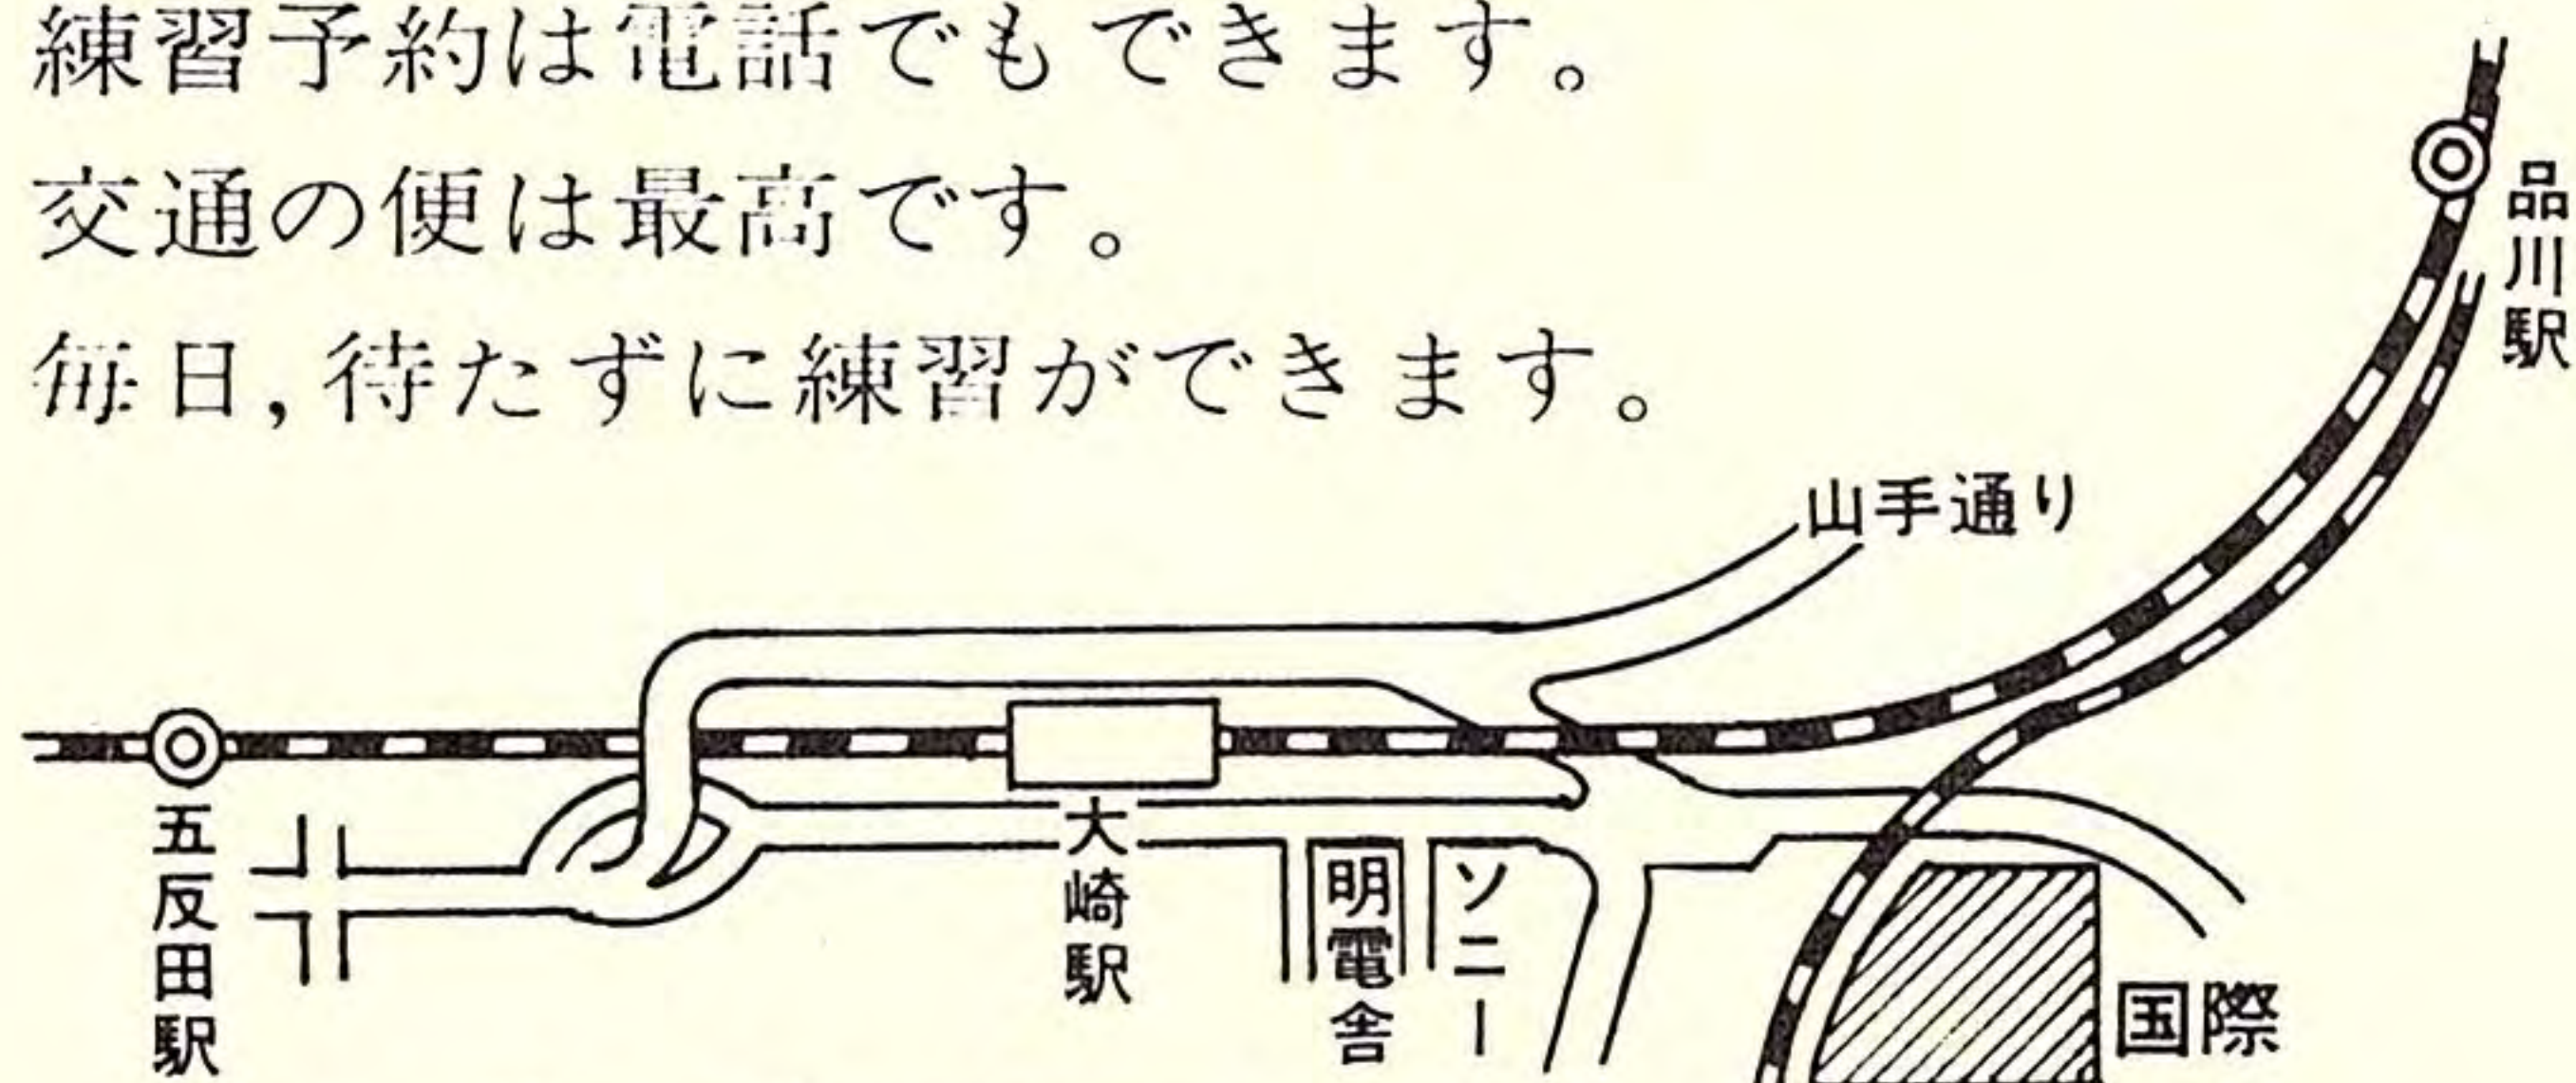 練習予約は電話でもできます。
交通の便は最高です。
毎日,待たずに練習ができます。
品川駅
山手通り
五反田駅
大崎駅
明電舎
ソニー
国際